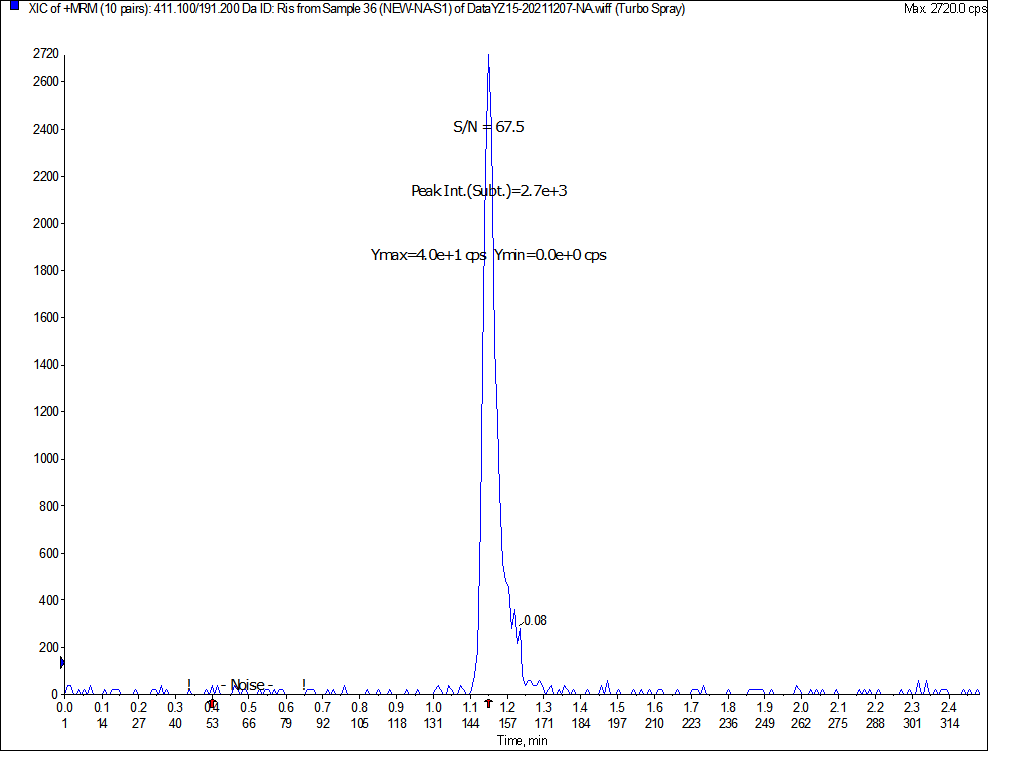 XIC of +MRM (10 pairs): 411.100/191.200 Da ID: Ris from Sample 36 (NEW-NA-S1) of DataYZ15-20211207-NA.wiff (Turbo Spray)
Max. 2720.0 cps
2720
2600
2400
2200
2000
1800
1600
1400
1200
1000
800
600
400
200
0
S/N = 67.5
Peak Int.(Subt.)=2.7e+3
Ymax=4.0e+1 cps Ymin=0.0e+0 cps
0.08
! - Noise - !
0.0 0.1 0.2 0.3 0.4 0.5 0.6 0.7 0.8 0.9 1.0 1.1 1.2 1.3 1.4 1.5 1.6 1.7 1.8 1.9 2.0 2.1 2.2 2.3 2.4
1 14 27 40 53 66 79 92 105 118 131 144 157 171 184 197 210 223 236 249 262 275 288 301 314
Time, min